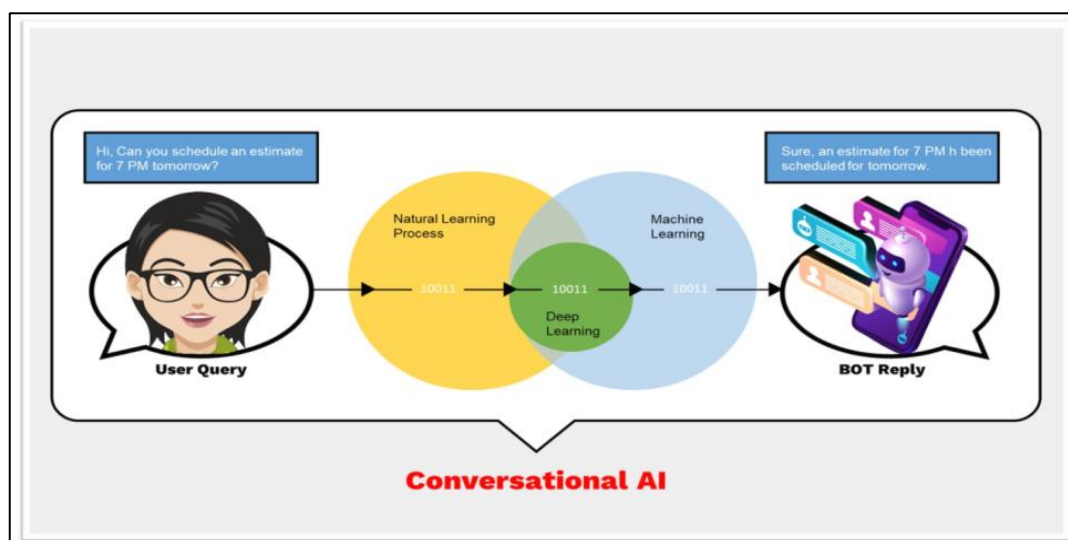 Hi, Can you schedule an estimate
for 7 PM tomorrow?
Sure, an estimate for 7 PM h been
scheduled for tomorrow.
Natural Learning
Process
Machine
Learning
10011
10011
10011
Deep
Learning
User Query
BOT Reply
Conversational AI